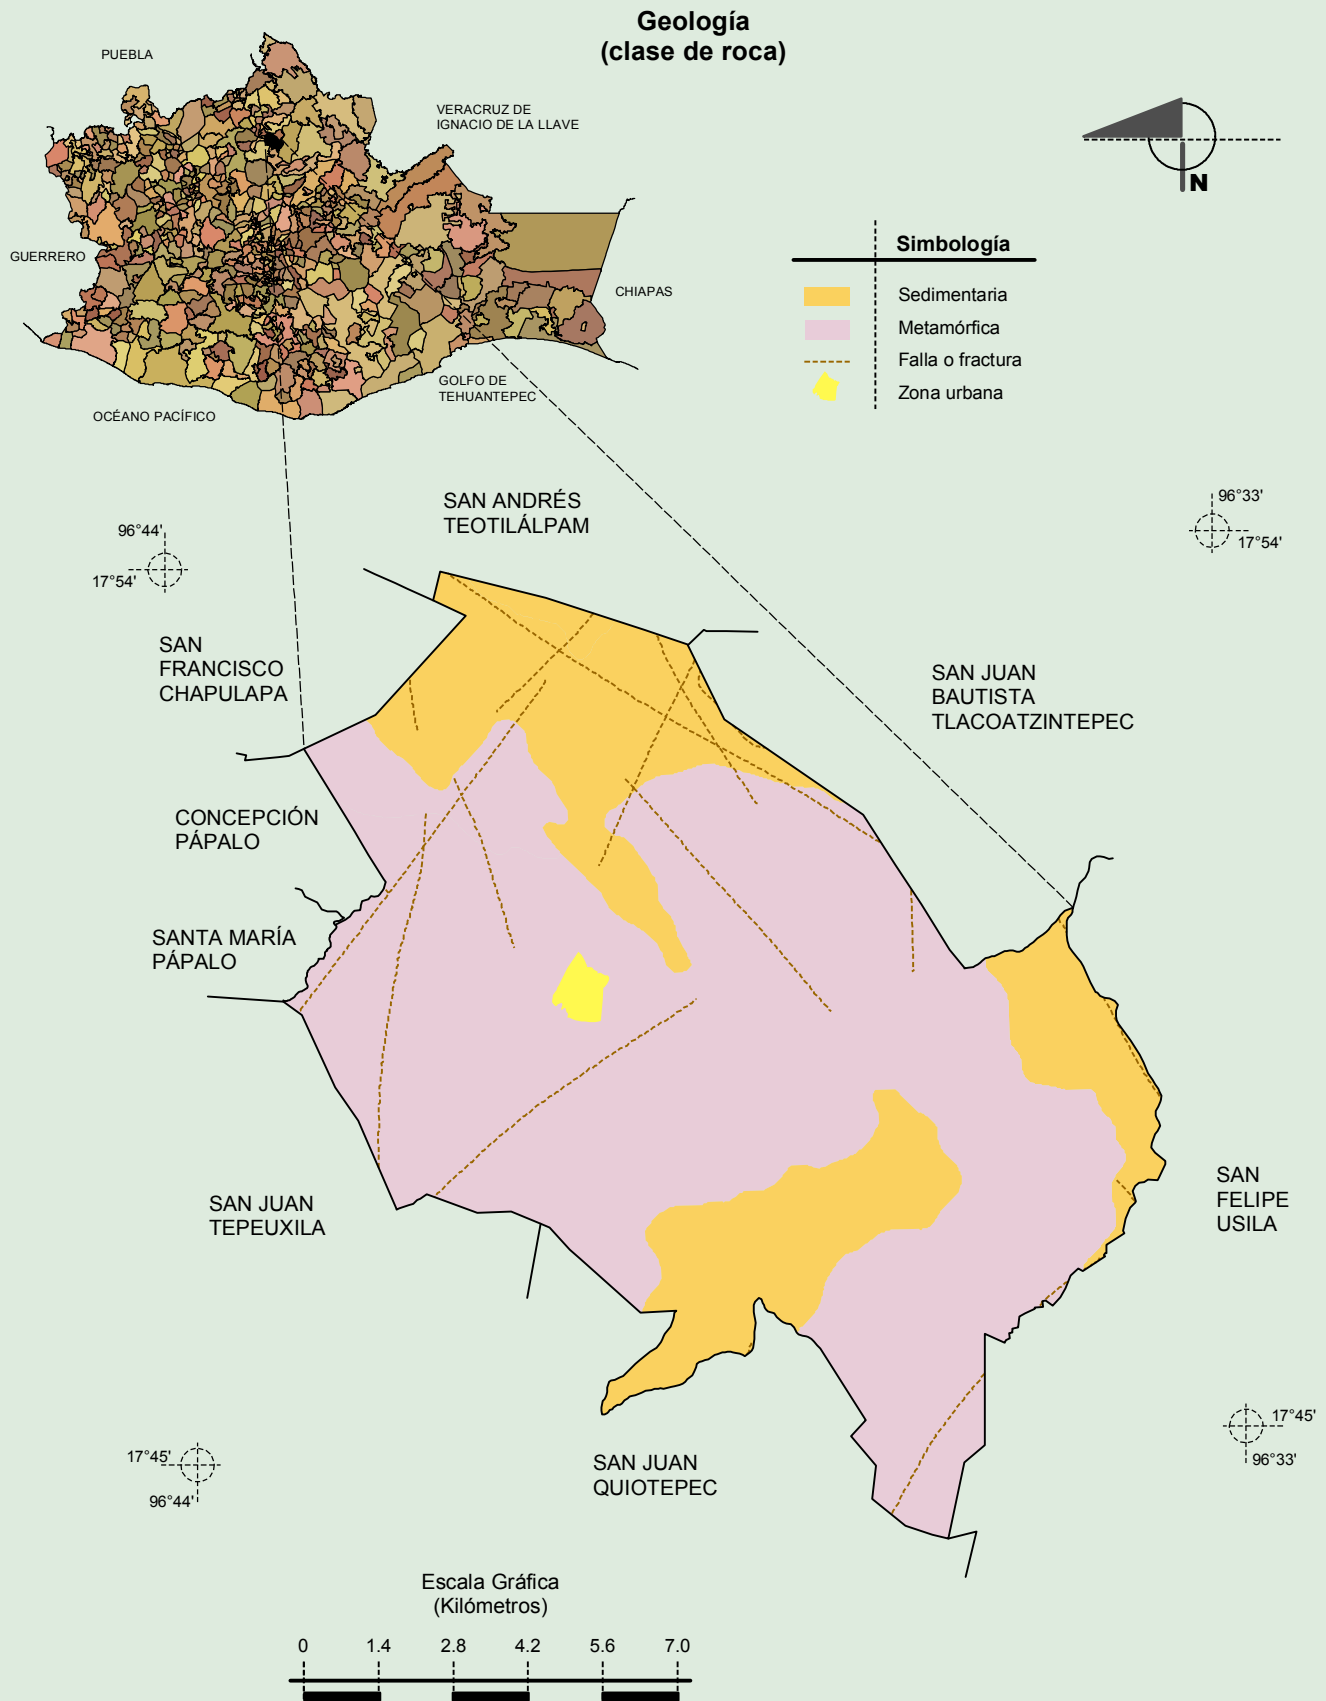 Geología
(clase de roca)
PUEBLA
VERACRUZ DE
IGNACIO DE LA LLAVE
GUERRERO
CHIAPAS
GOLFO DE
TEHUANTEPEC
OCÉANO PACÍFICO
N
Simbología
Sedimentaria
Metamórfica
Falla o fractura
Zona urbana
SAN ANDRÉS
TEOTILÁLPAM
96°44'
17°54'
96°33'
17°54'
SAN
FRANCISCO
CHAPULAPA
SAN JUAN
BAUTISTA
TLACOATZINTEPEC
CONCEPCIÓN
PÁPALO
SANTA MARÍA
PÁPALO
SAN JUAN
TEPEUXILA
SAN
FELIPE
USILA
17°45'
96°44'
SAN JUAN
QUIOTEPEC
17°45'
96°33'
Escala Gráfica
(Kilómetros)
0 1.4 2.8 4.2 5.6 7.0